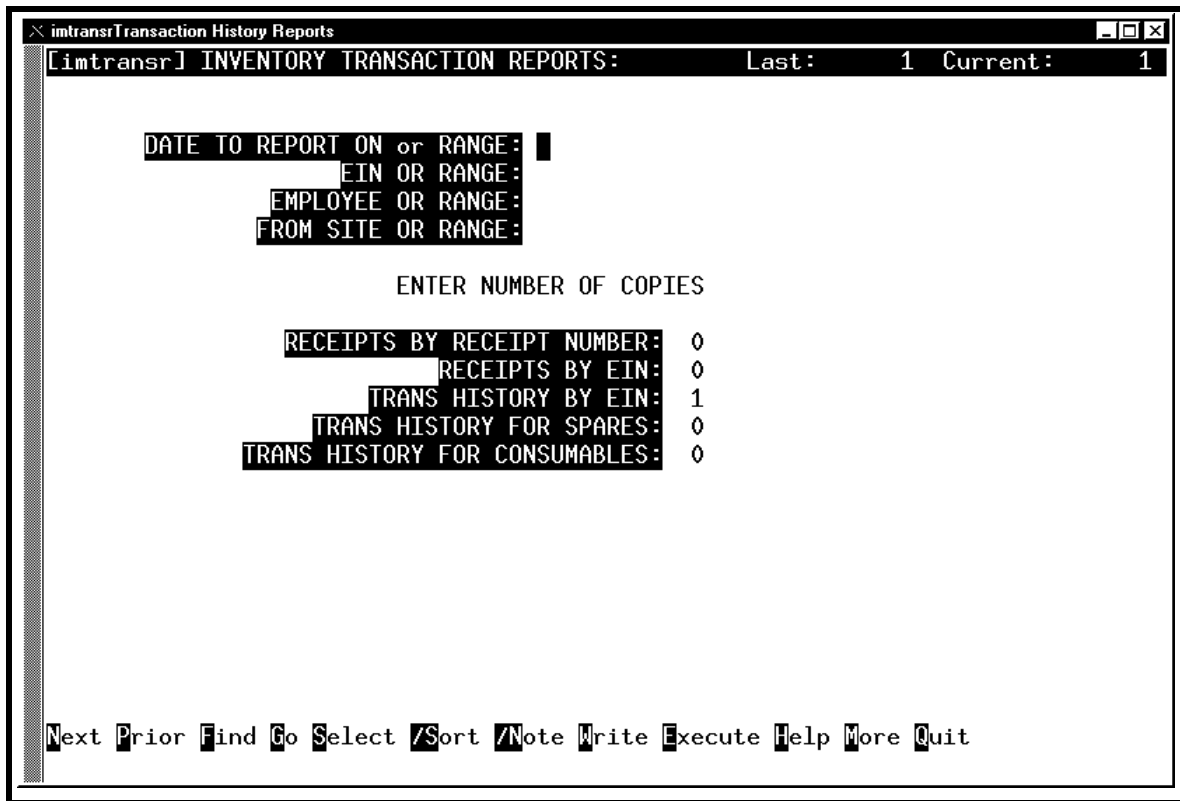 imtransrTransaction History Reports
[imtransr] INVENTORY TRANSACTION REPORTS: Last: 1 Current: 1
DATE TO REPORT ON or RANGE:
EIN OR RANGE:
EMPLOYEE OR RANGE:
FROM SITE OR RANGE:
ENTER NUMBER OF COPIES
RECEIPTS BY RECEIPT NUMBER: 0
RECEIPTS BY EIN: 0
TRANS HISTORY BY EIN: 1
TRANS HISTORY FOR SPARES: 0
TRANS HISTORY FOR CONSUMABLES: 0
Next Prior Find Go Select /Sort /Note Write Execute Help More Quit